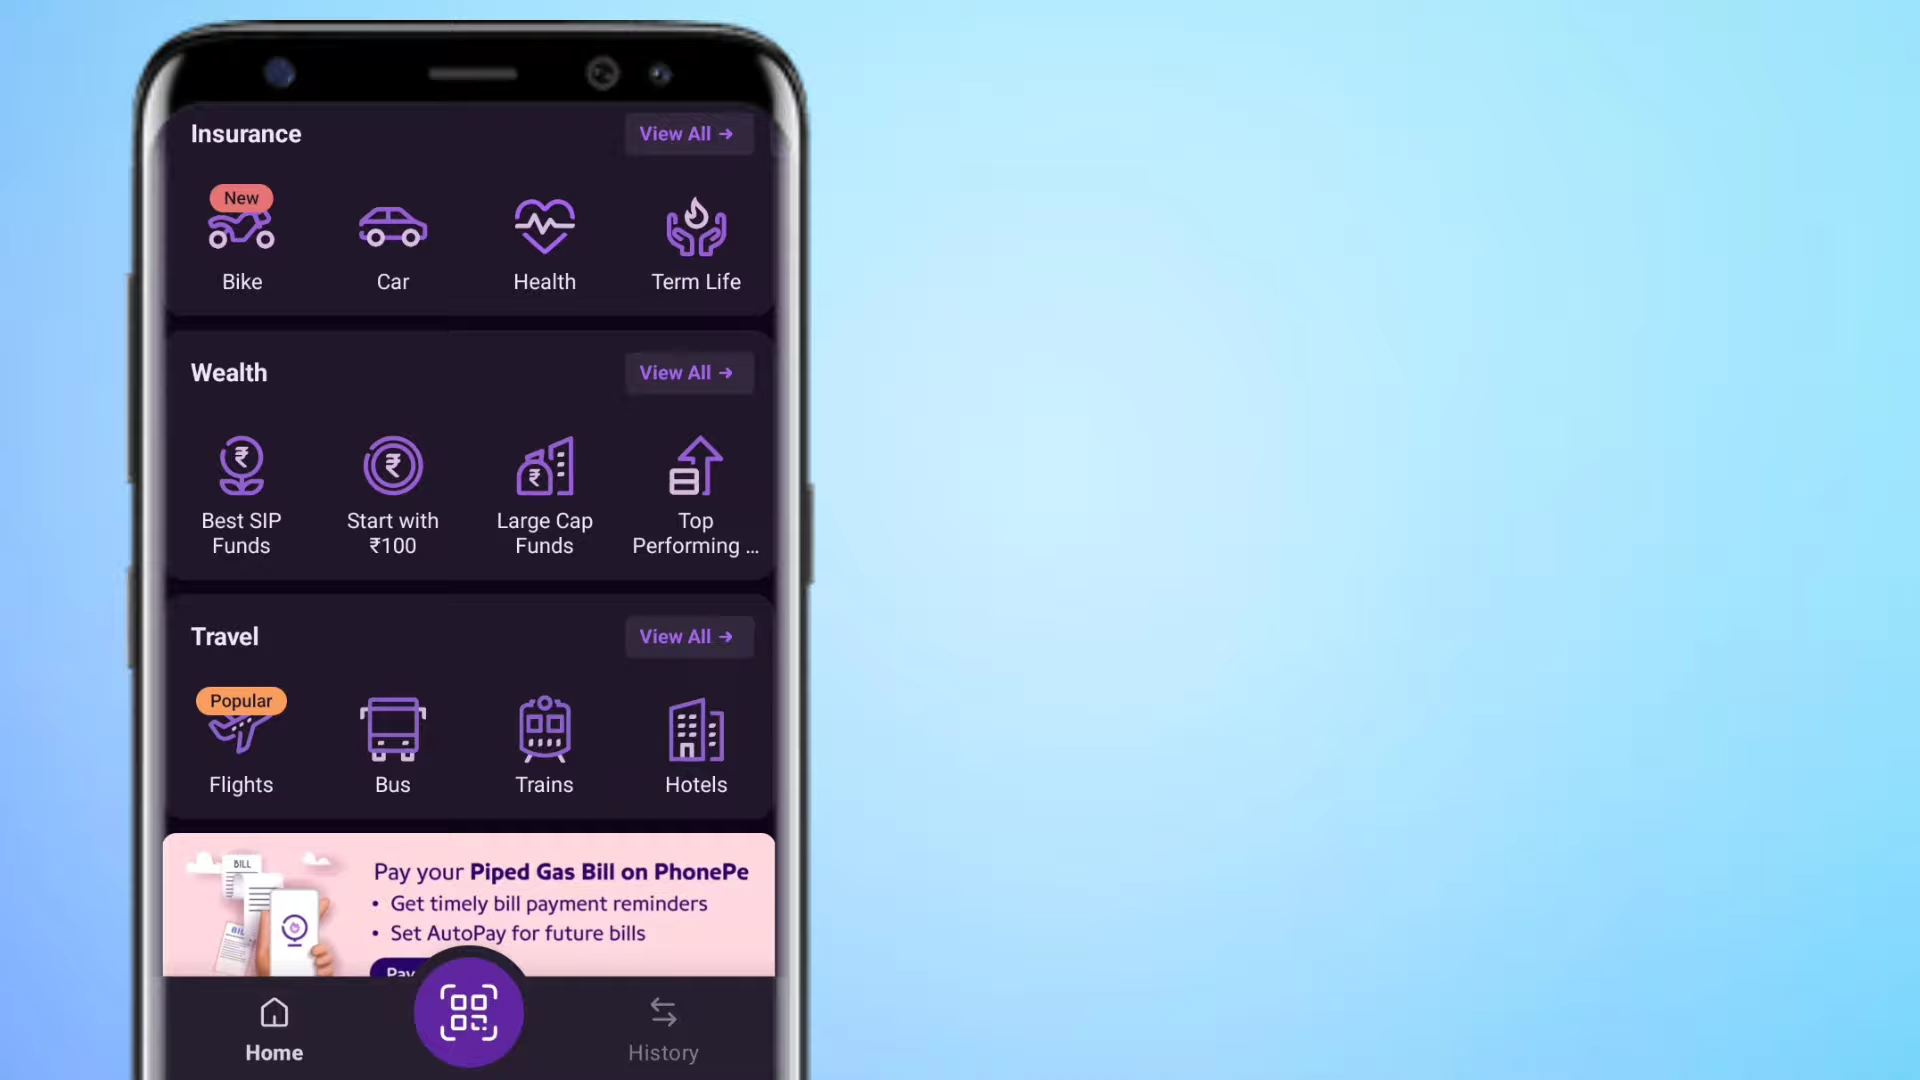 Insurance
View All →
New
Bike
Car
Health
Term Life
Wealth
View All →
Best SIP
Funds
Start with
₹100
Large Cap
Funds
Top
Performing ...
Travel
View All →
Popular
Flights
Bus
Trains
Hotels
BILL
Pay your Piped Gas Bill on PhonePe
• Get timely bill payment reminders
• Set AutoPay for future bills
Pay
Home
History